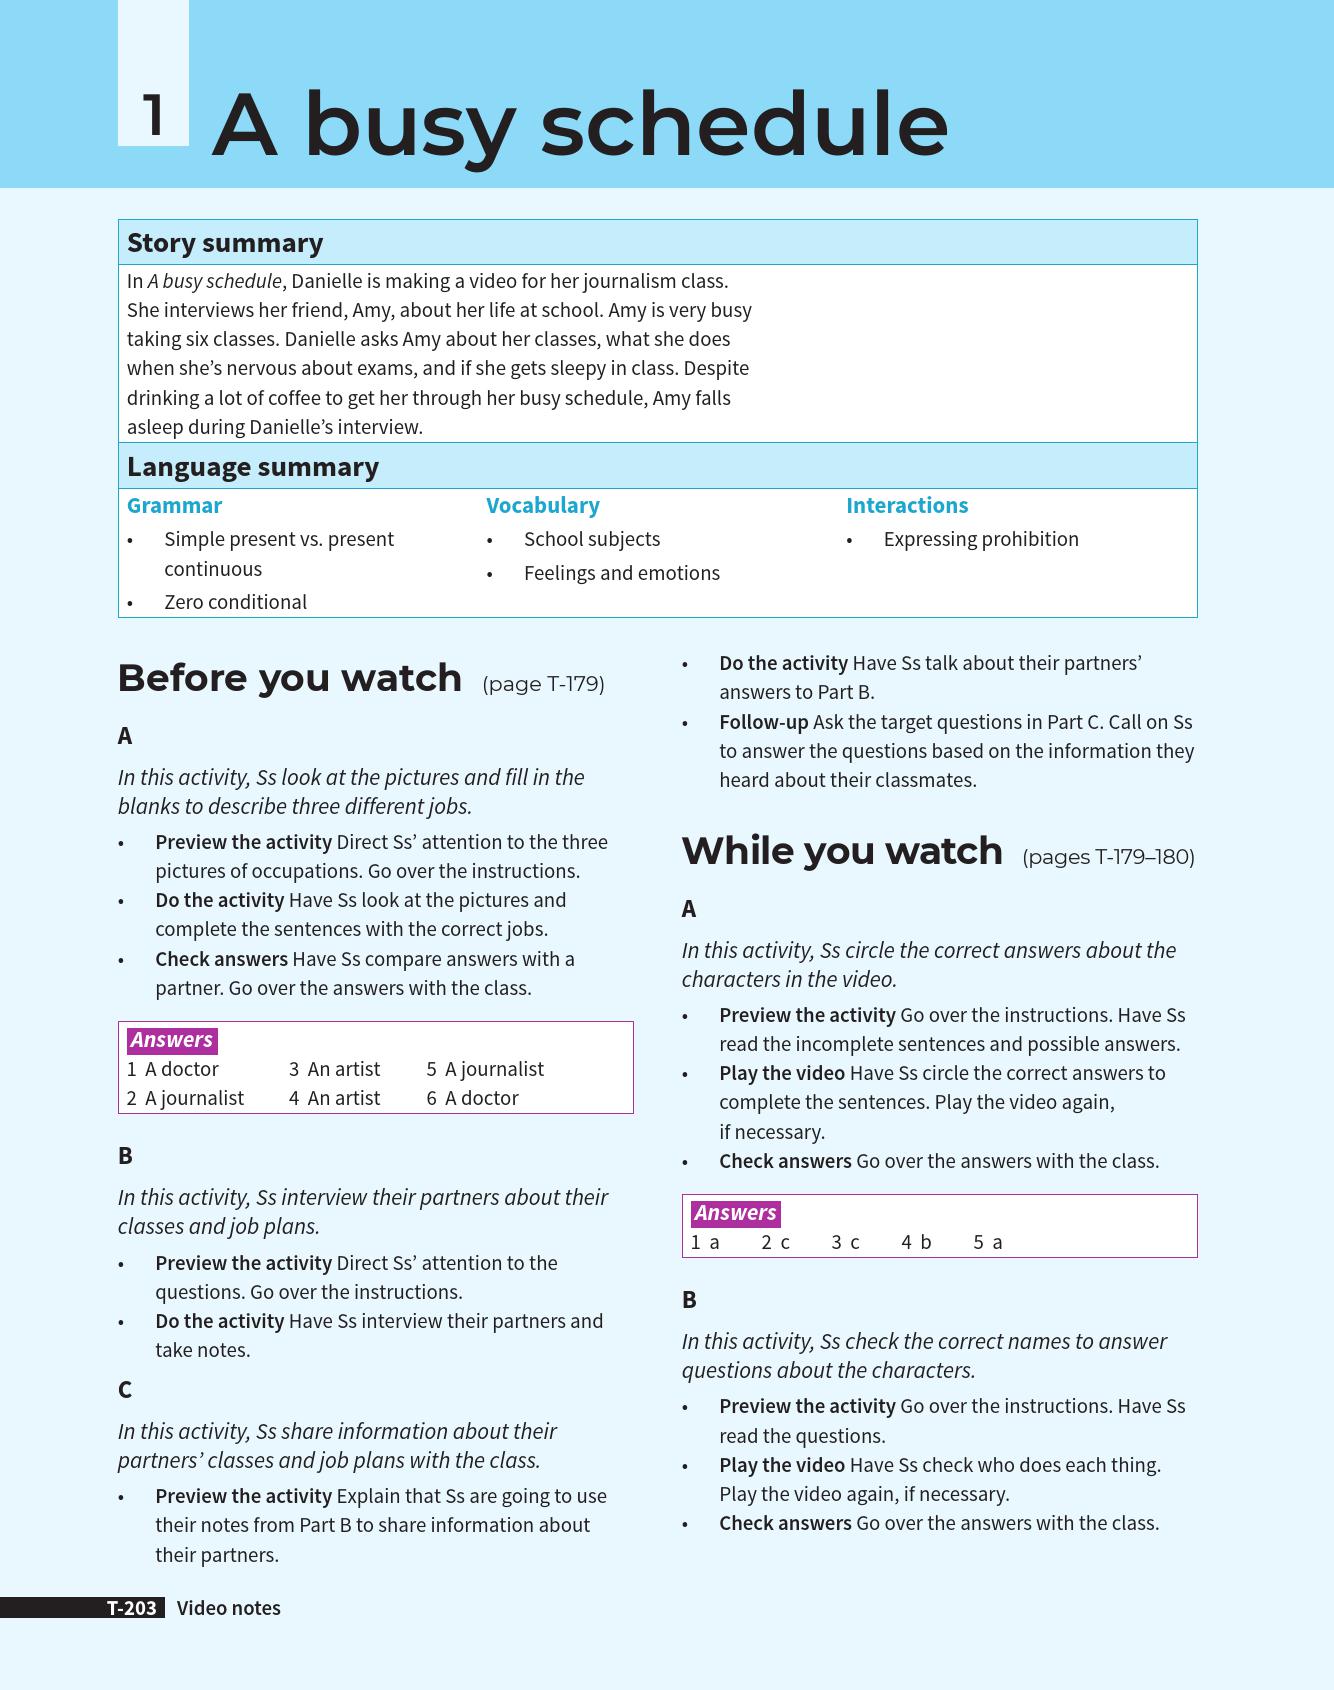 1 A busy schedule
Story summary
In A busy schedule, Danielle is making a video for her journalism class.
She interviews her friend, Amy, about her life at school. Amy is very busy
taking six classes. Danielle asks Amy about her classes, what she does
when she’s nervous about exams, and if she gets sleepy in class. Despite
drinking a lot of coffee to get her through her busy schedule, Amy falls
asleep during Danielle’s interview.
Language summary
Grammar
• Simple present vs. present
continuous
• Zero conditional
Vocabulary
• School subjects
• Feelings and emotions
Interactions
• Expressing prohibition
Before you watch (page T-179)
A
In this activity, Ss look at the pictures and fill in the
blanks to describe three different jobs.
• Preview the activity Direct Ss’ attention to the three
pictures of occupations. Go over the instructions.
• Do the activity Have Ss look at the pictures and
complete the sentences with the correct jobs.
• Check answers Have Ss compare answers with a
partner. Go over the answers with the class.
Answers
1 A doctor 3 An artist 5 A journalist
2 A journalist 4 An artist 6 A doctor
B
In this activity, Ss interview their partners about their
classes and job plans.
• Preview the activity Direct Ss’ attention to the
questions. Go over the instructions.
• Do the activity Have Ss interview their partners and
take notes.
C
In this activity, Ss share information about their
partners’ classes and job plans with the class.
• Preview the activity Explain that Ss are going to use
their notes from Part B to share information about
their partners.
• Do the activity Have Ss talk about their partners’
answers to Part B.
• Follow-up Ask the target questions in Part C. Call on Ss
to answer the questions based on the information they
heard about their classmates.
While you watch (pages T-179–180)
A
In this activity, Ss circle the correct answers about the
characters in the video.
• Preview the activity Go over the instructions. Have Ss
read the incomplete sentences and possible answers.
• Play the video Have Ss circle the correct answers to
complete the sentences. Play the video again,
if necessary.
• Check answers Go over the answers with the class.
Answers
1 a 2 c 3 c 4 b 5 a
B
In this activity, Ss check the correct names to answer
questions about the characters.
• Preview the activity Go over the instructions. Have Ss
read the questions.
• Play the video Have Ss check who does each thing.
Play the video again, if necessary.
• Check answers Go over the answers with the class.
T-203 Video notes